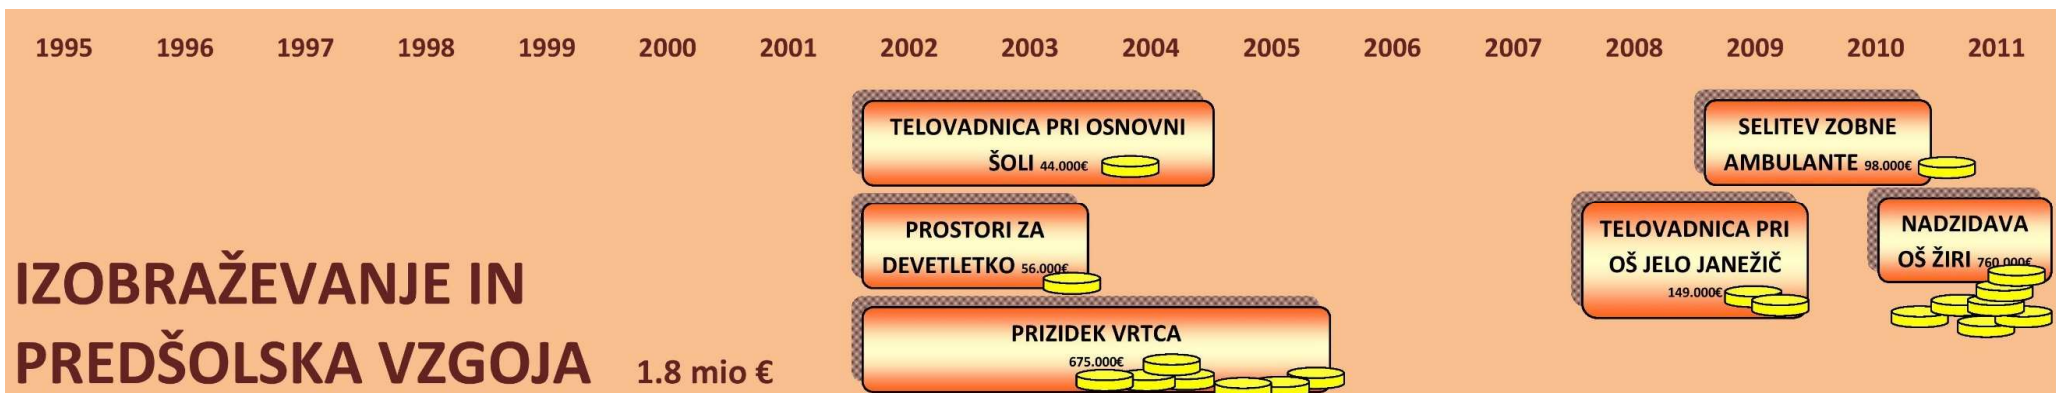 1995 1996 1997 1998 1999 2000 2001 2002 2003 2004 2005 2006 2007 2008 2009 2010 2011
TELOVADNICA PRI OSNOVNI
ŠOLI 44.000€
SELITEV ZOBNE
AMBULANTE 98.000€
PROSTORI ZA
DEVETLETKO 56.000€
TELOVADNICA PRI
OŠ JELO JANEŽIČ
149.000€
NADZIDAVA
OŠ ŽIRI 760.000€
PRIZIDEK VRTCA
675.000€
IZOBRAŽEVANJE IN
PREDŠOLSKA VZGOJA 1.8 mio €